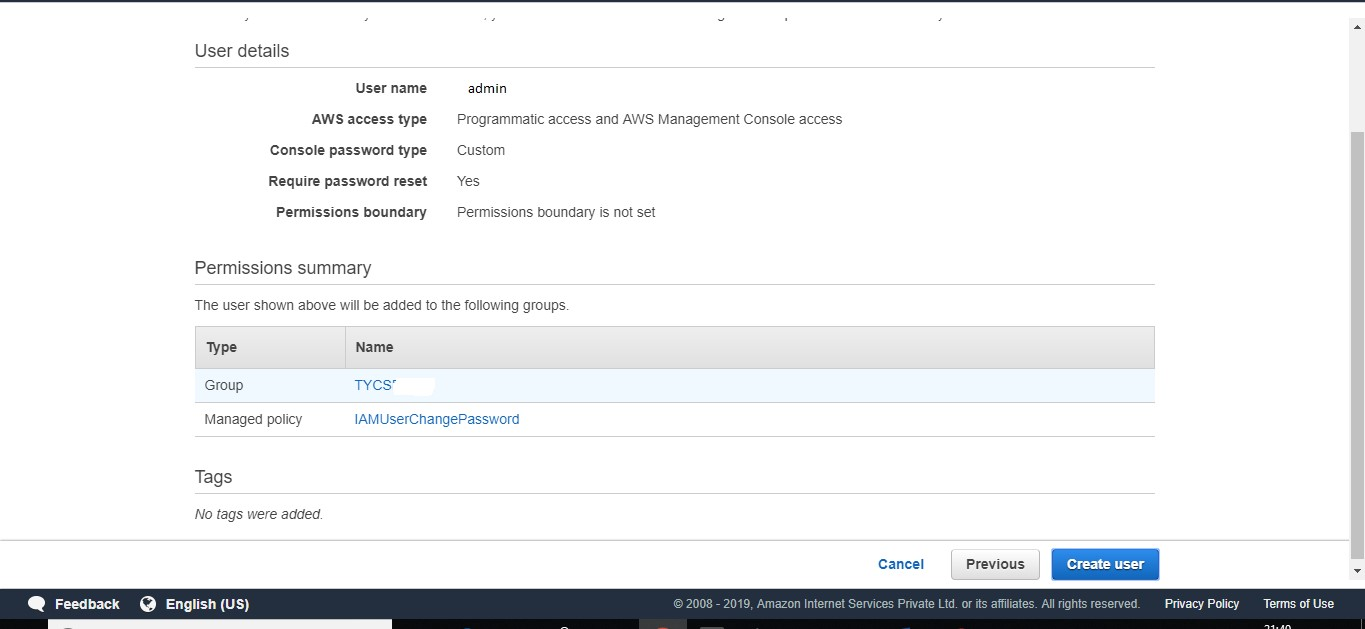 User details
User name admin
AWS access type Programmatic access and AWS Management Console access
Console password type Custom
Require password reset Yes
Permissions boundary Permissions boundary is not set
Permissions summary
The user shown above will be added to the following groups.
Type Name
Group
Managed policy IAMUserChangePassword
Tags
No tags were added.
Cancel Previous Create user
Feedback English (US) © 2008 - 2019, Amazon Internet Services Private Ltd. or its affiliates. All rights reserved. Privacy Policy Terms of Use